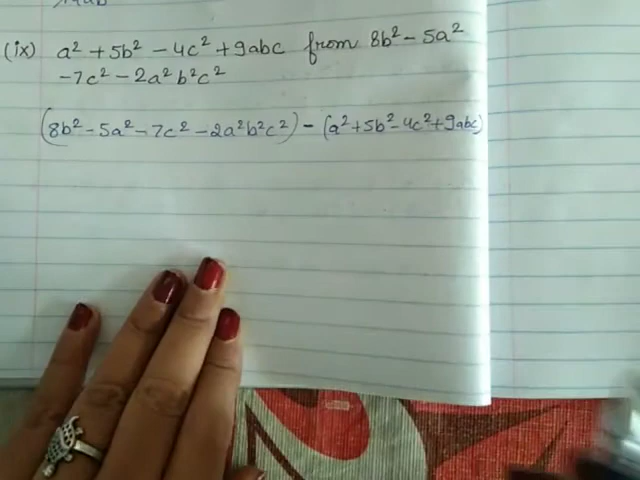 (ix) a² + 5b² - 4c² + 9abc from 8b² - 5a²
-7c² - 2a²b²c²
(8b² - 5a² - 7c² - 2a²b²c²) - (a² + 5b² - 4c² + 9abc)